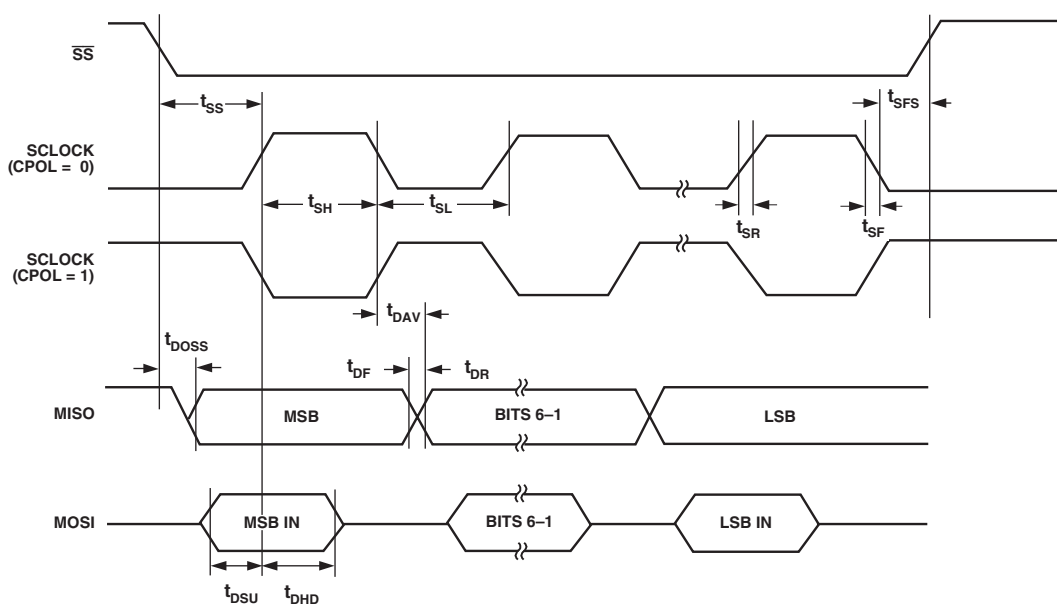 SS
tSS
tSFS
SCLOCK
(CPOL = 0)
tSH
tSL
tSR
tSF
SCLOCK
(CPOL = 1)
tDAV
tDOSS
tDF
tDR
MISO
MSB
BITS 6–1
LSB
MOSI
MSB IN
BITS 6–1
LSB IN
tDSU
tDHD